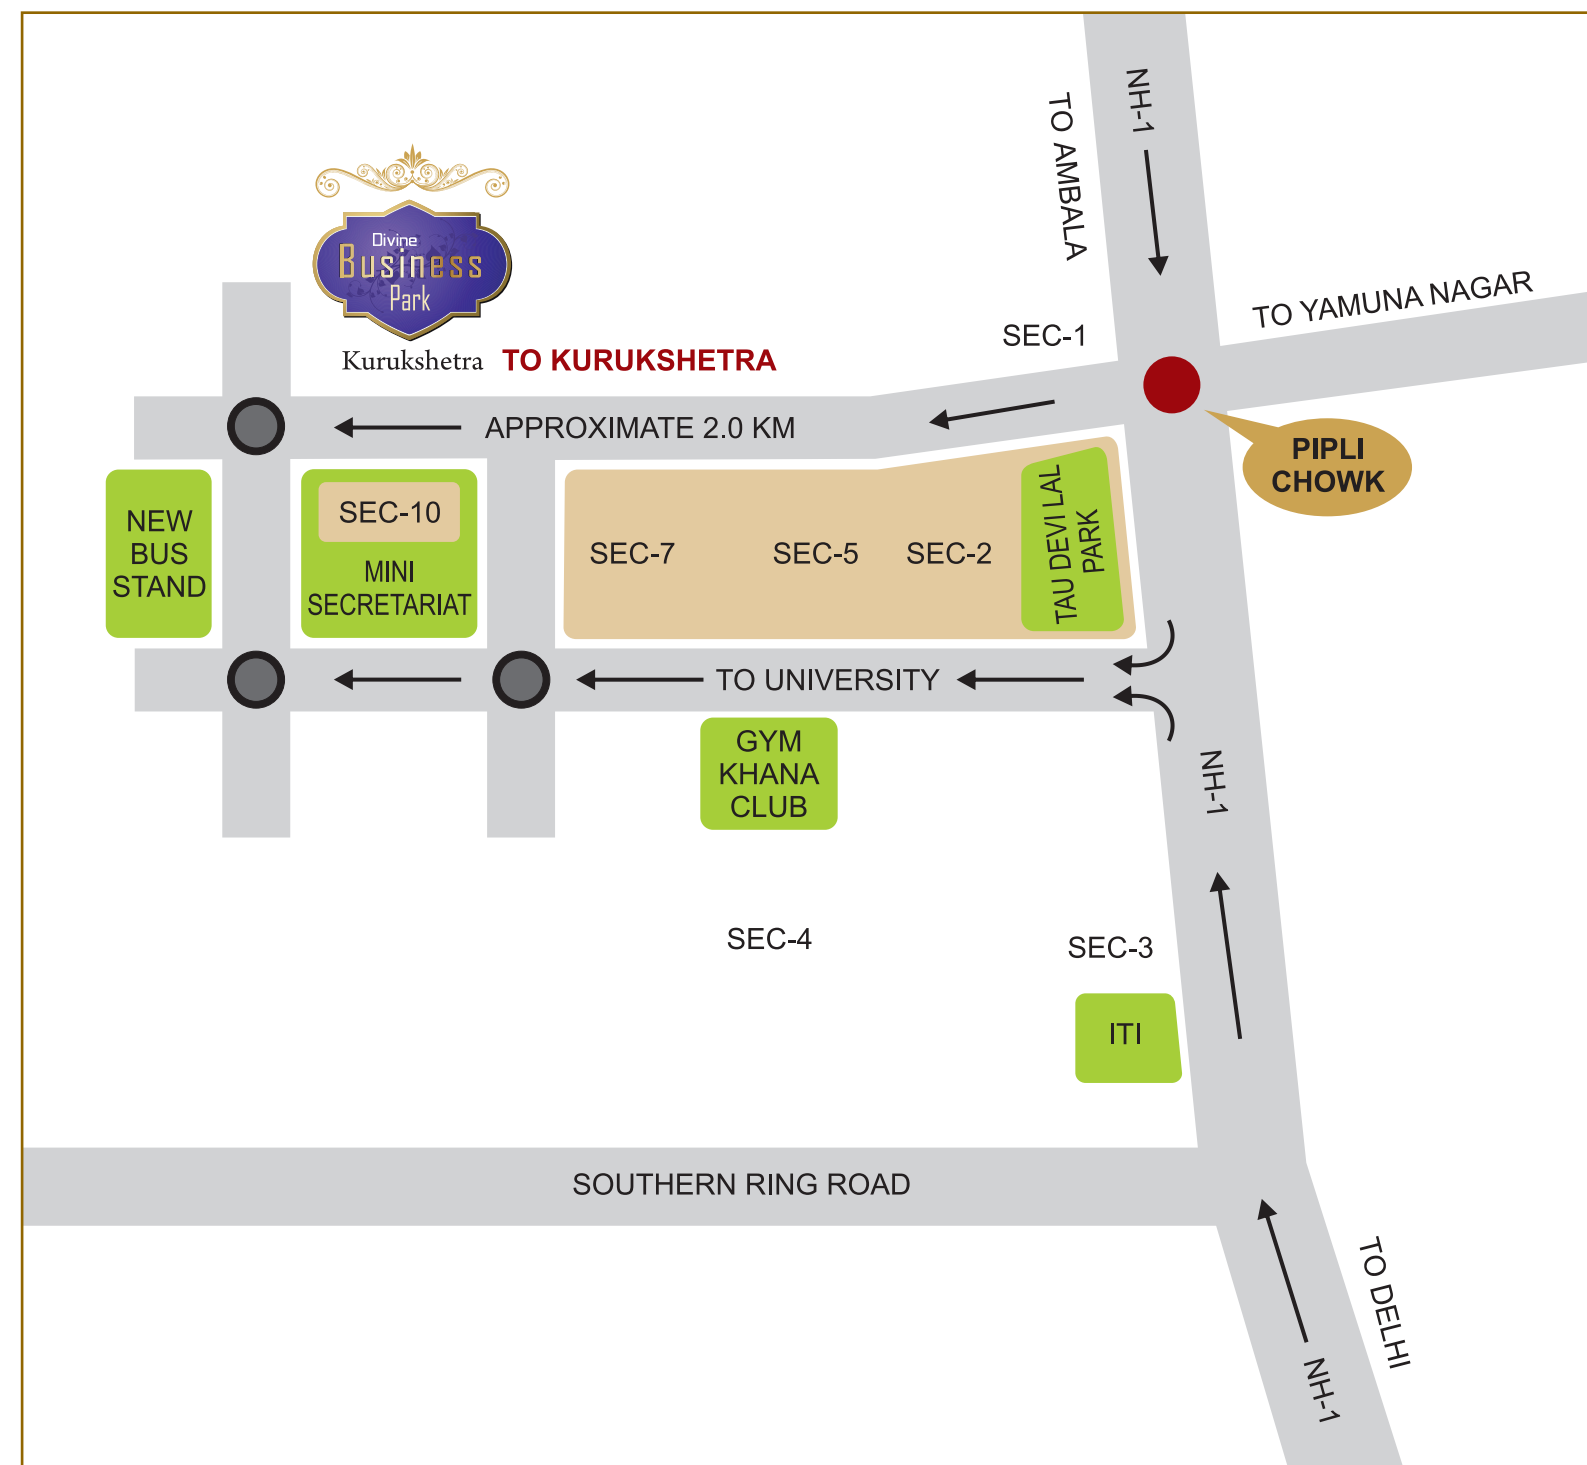 NH-1
TO AMBALA
Divine
Business
Park
Kurukshetra
TO KURUKSHETRA
SEC-1
TO YAMUNA NAGAR
APPROXIMATE 2.0 KM
PIPLI
CHOWK
NEW
BUS
STAND
SEC-10
MINI
SECRETARIAT
SEC-7
SEC-5
SEC-2
TAU DEVI LAL
PARK
TO UNIVERSITY
GYM
KHANA
CLUB
NH-1
SEC-4
SEC-3
ITI
SOUTHERN RING ROAD
TO DELHI
NH-1